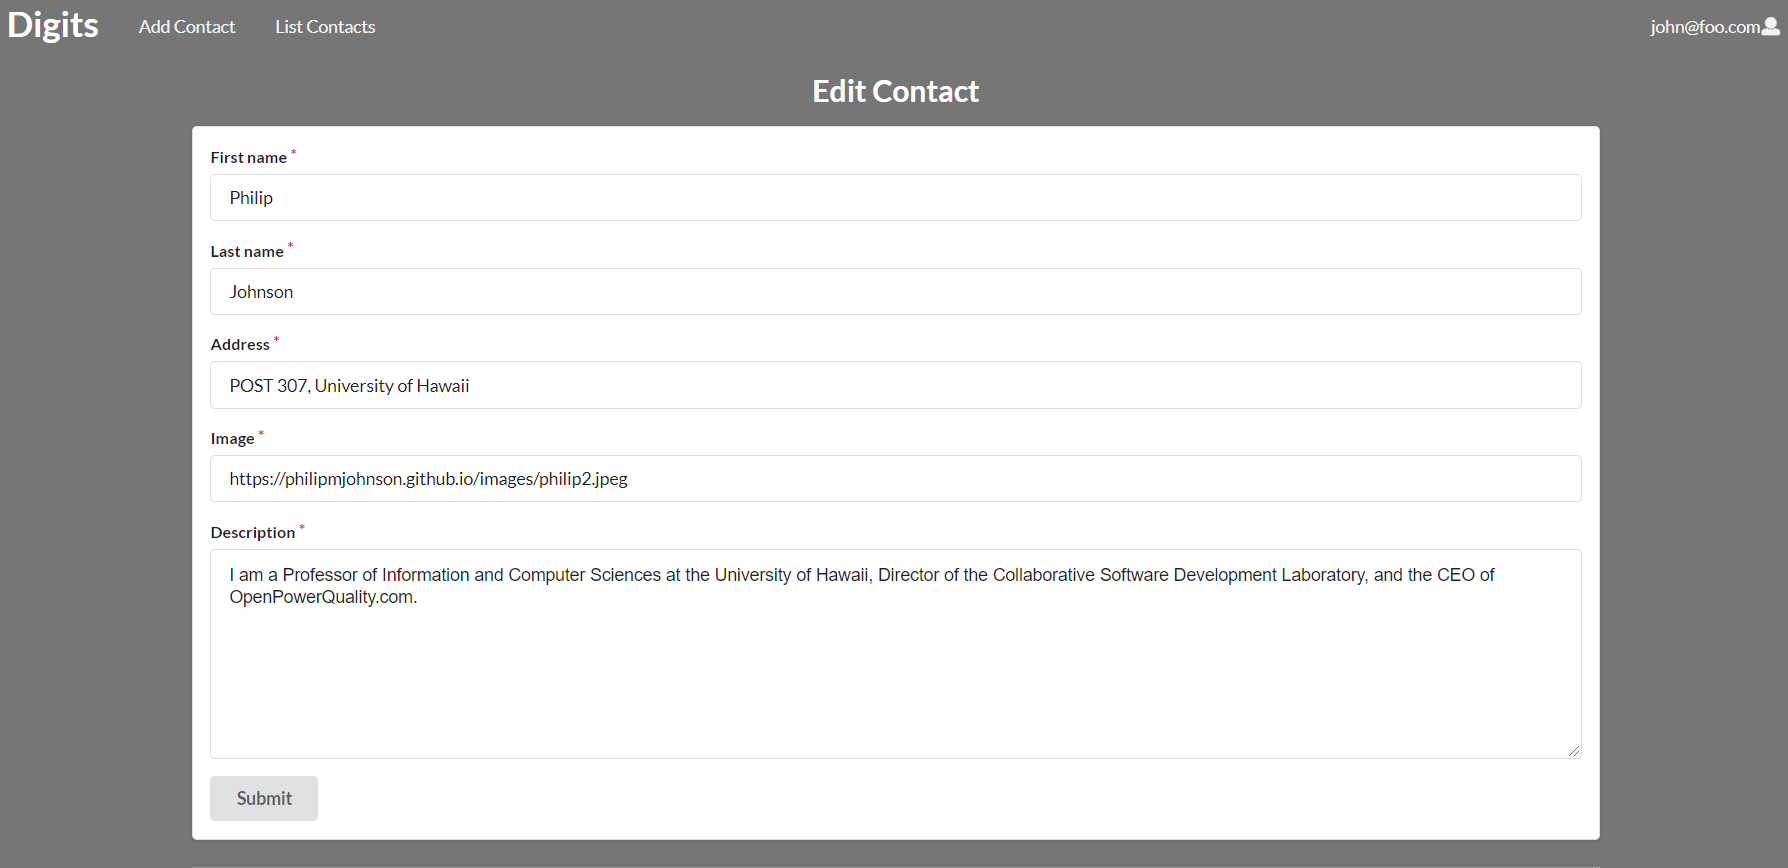 Digits Add Contact List Contacts john@foo.com
Edit Contact
First name *
Philip
Last name *
Johnson
Address *
POST 307, University of Hawaii
Image *
https://philipmjohnson.github.io/images/philip2.jpeg
Description *
I am a Professor of Information and Computer Sciences at the University of Hawaii, Director of the Collaborative Software Development Laboratory, and the CEO of
OpenPowerQuality.com.
Submit